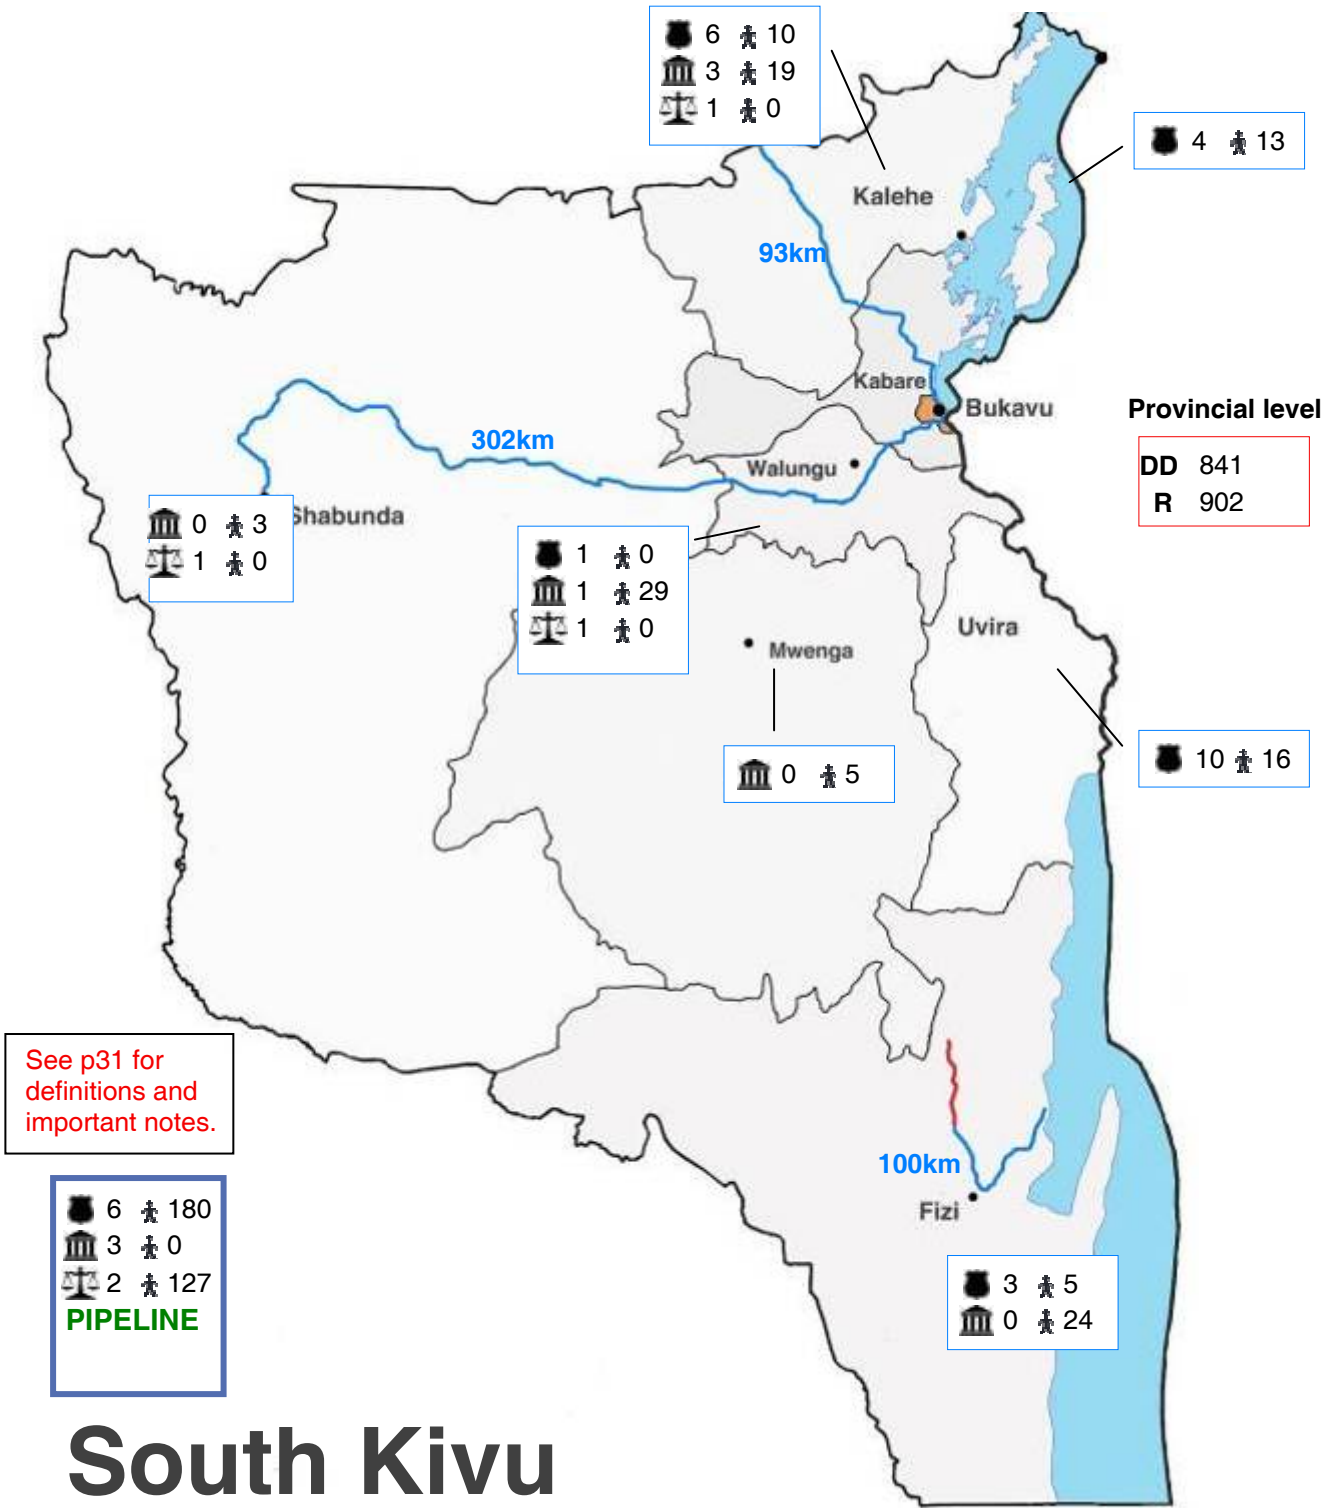 6 10
3 19
1 0
4 13
Kalehe
93km
Kabare
Bukavu
Provincial level
DD 841
R 902
302km
Walungu
0 3
1 0
Shabunda
1 0
1 29
1 0
Uvira
Mwenga
10 16
0 5
See p31 for
definitions and
important notes.
100km
Fizi
6 180
3 0
2 127
PIPELINE
3 5
0 24
South Kivu